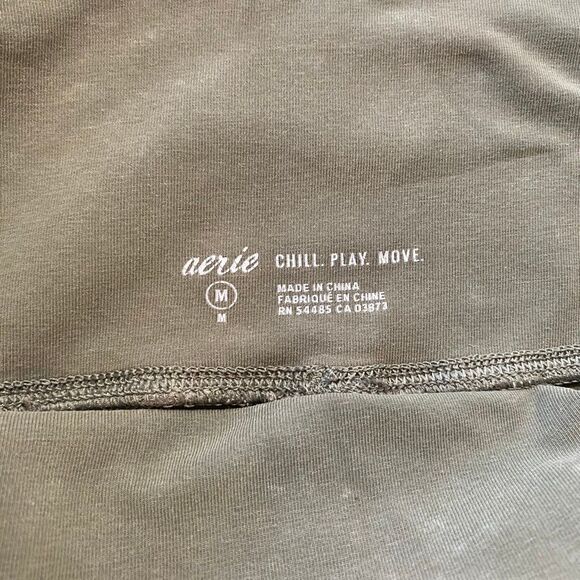 aerie CHILL. PLAY. MOVE.
M
M
MADE IN CHINA
FABRIQUÉ EN CHINE
RN 54485 CA 03873